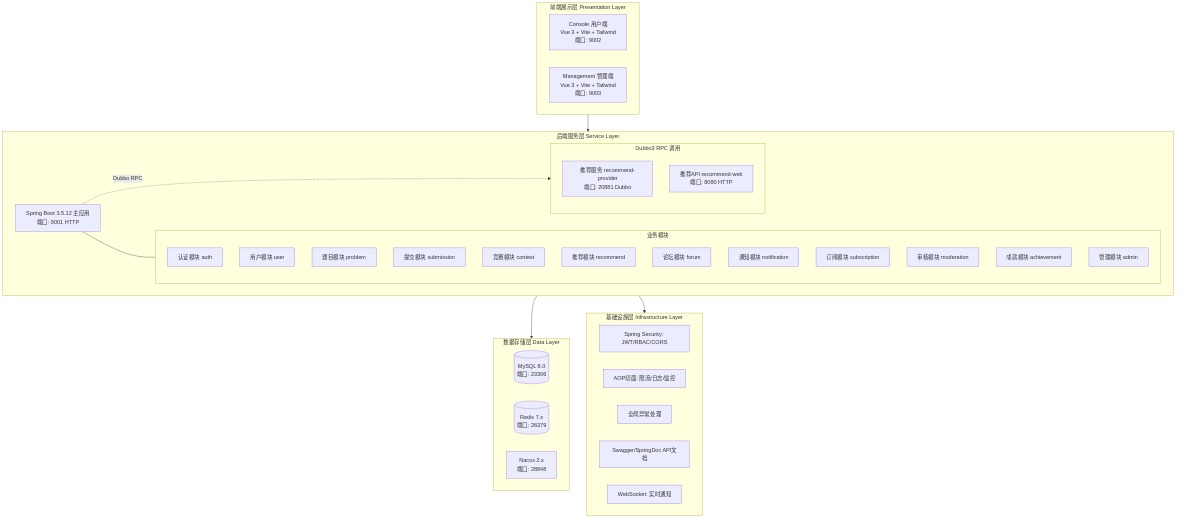 前端展示层 Presentation Layer
Console 用户端
Vue 3 + Vite + Tailwind
端口: 9002
Management 管理端
Vue 3 + Vite + Tailwind
端口: 9003
后端服务层 Service Layer
Dubbo3 RPC 调用
推荐服务 recommend-
provider
端口: 20881 Dubbo
推荐API recommend-web
端口: 8080 HTTP
Dubbo RPC
Spring Boot 3.5.12 主应用
端口: 9001 HTTP
业务模块
认证模块 auth
用户模块 user
题目模块 problem
提交模块 submission
竞赛模块 contest
推荐模块 recommend
论坛模块 forum
通知模块 notification
订阅模块 subscription
审核模块 moderation
成就模块 achievement
管理模块 admin
数据存储层 Data Layer
MySQL 8.0
端口: 23306
Redis 7.x
端口: 26379
Nacos 2.x
端口: 28848
基础设施层 Infrastructure Layer
Spring Security:
JWT/RBAC/CORS
AOP切面: 限流/日志/监控
全局异常处理
Swagger/SpringDoc API文
档
WebSocket: 实时通知